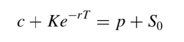 c + Ke^{-rT} = p + S_0